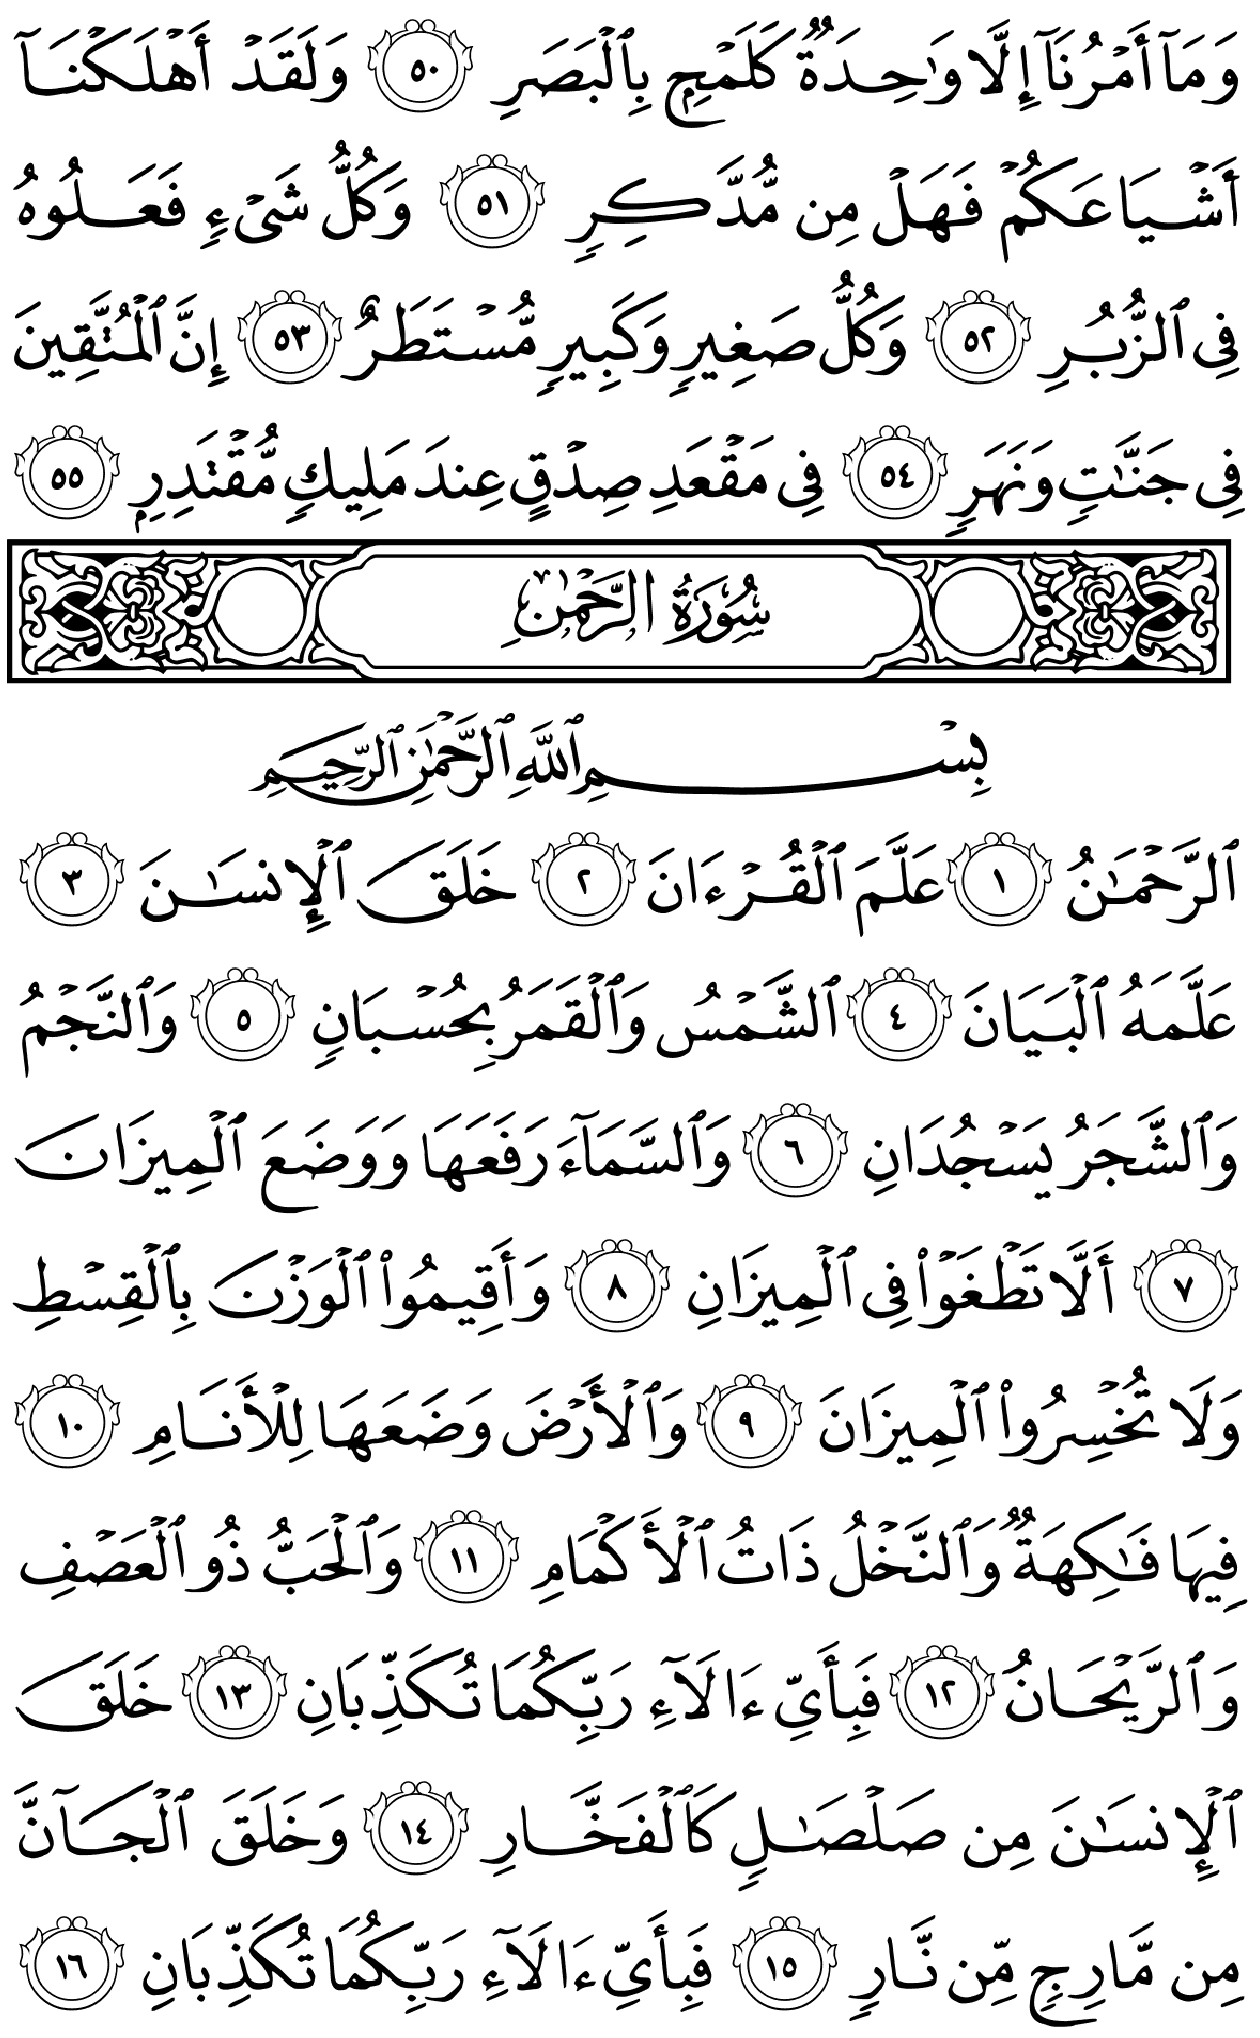 وَمَآ أَمۡرُنَآ إِلَّا وَٰحِدَةٞ كَلَمۡحِۭ بِٱلۡبَصَرِ ٥٠ وَلَقَدۡ أَهۡلَكۡنَآ
أَشۡيَاعَكُمۡ فَهَلۡ مِن مُّدَّكِرٖ ٥١ وَكُلُّ شَيۡءٖ فَعَلُوهُ
فِي ٱلزُّبُرِ ٥٢ وَكُلُّ صَغِيرٖ وَكَبِيرٖ مُّسۡتَطَرٌ ٥٣ إِنَّ ٱلۡمُتَّقِينَ
فِي جَنَّٰتٖ وَنَهَرٖ ٥٤ فِي مَقۡعَدِ صِدۡقٍ عِندَ مَلِيكٖ مُّقۡتَدِرِۭ ٥٥
سُورَةُ الرَّحۡمَٰن
بِسۡمِ ٱللَّهِ ٱلرَّحۡمَٰنِ ٱلرَّحِيمِ
ٱلرَّحۡمَٰنُ ١ عَلَّمَ ٱلۡقُرۡءَانَ ٢ خَلَقَ ٱلۡإِنسَٰنَ ٣
عَلَّمَهُ ٱلۡبَيَانَ ٤ ٱلشَّمۡسُ وَٱلۡقَمَرُ بِحُسۡبَانٖ ٥ وَٱلنَّجۡمُ
وَٱلشَّجَرُ يَسۡجُدَانِ ٦ وَٱلسَّمَآءَ رَفَعَهَا وَوَضَعَ ٱلۡمِيزَانَ
٧ أَلَّا تَطۡغَوۡاْ فِي ٱلۡمِيزَانِ ٨ وَأَقِيمُواْ ٱلۡوَزۡنَ بِٱلۡقِسۡطِ
وَلَا تُخۡسِرُواْ ٱلۡمِيزَانَ ٩ وَٱلۡأَرۡضَ وَضَعَهَا لِلۡأَنَامِ ١٠
فِيهَا فَٰكِهَةٞ وَٱلنَّخۡلُ ذَاتُ ٱلۡأَكۡمَامِ ١١ وَٱلۡحَبُّ ذُو ٱلۡعَصۡفِ
وَٱلرَّيۡحَانُ ١٢ فَبِأَيِّ ءَالَآءِ رَبِّكُمَا تُكَذِّبَانِ ١٣ خَلَقَ
ٱلۡإِنسَٰنَ مِن صَلۡصَٰلٖ كَٱلۡفَخَّارِ ١٤ وَخَلَقَ ٱلۡجَآنَّ
مِن مَّارِجٖ مِّن نَّارٖ ١٥ فَبِأَيِّ ءَالَآءِ رَبِّكُمَا تُكَذِّبَانِ ١٦